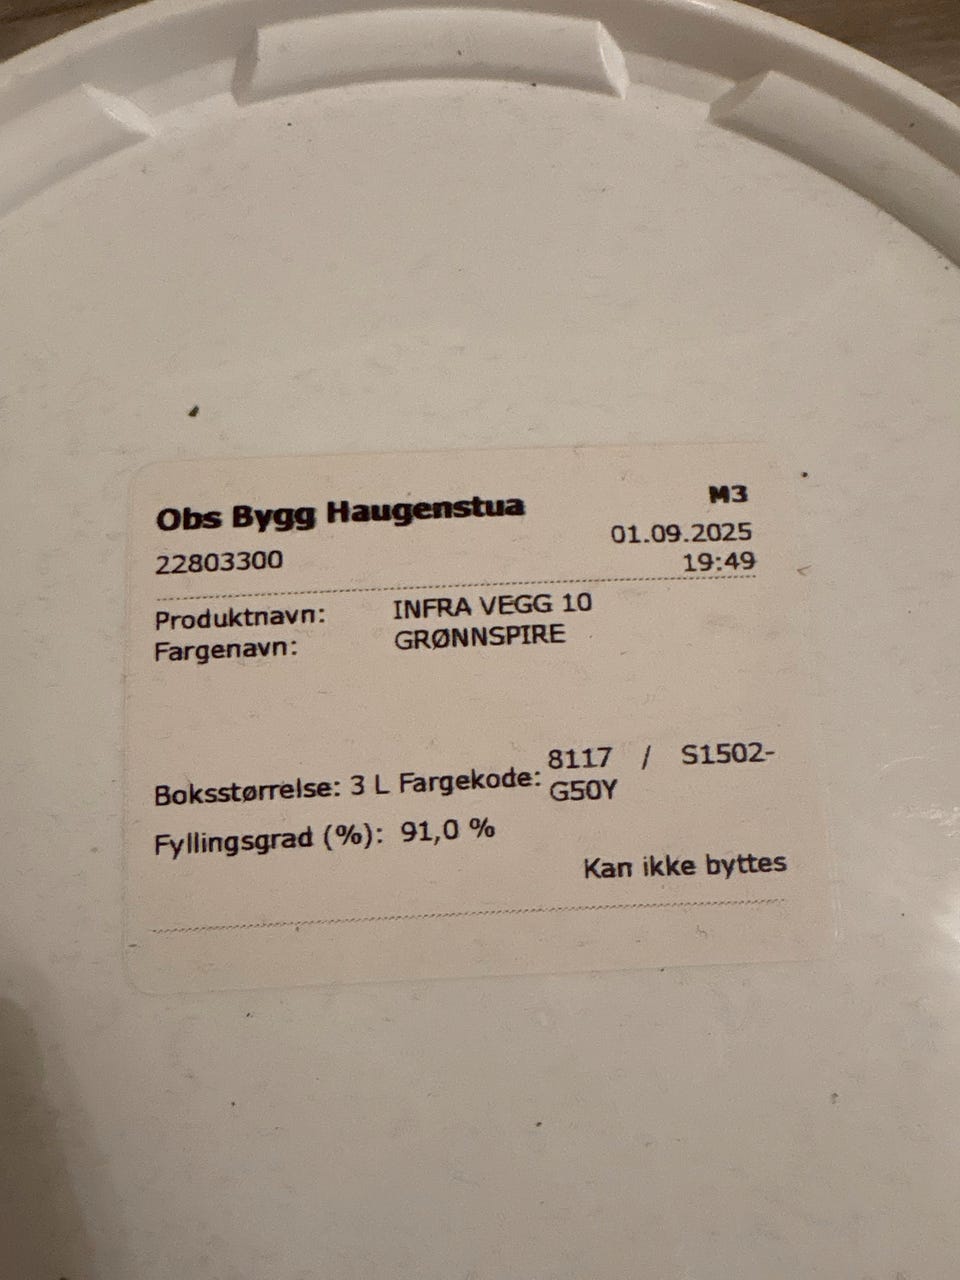 Obs Bygg Haugenstua M3
22803300 01.09.2025
19:49
Produktnavn: INFRA VEGG 10
Fargenavn: GRØNNSPIRE
Boksstørrelse: 3 L Fargekode: 8117 / S1502-
G50Y
Fyllingsgrad (%): 91,0 %
Kan ikke byttes